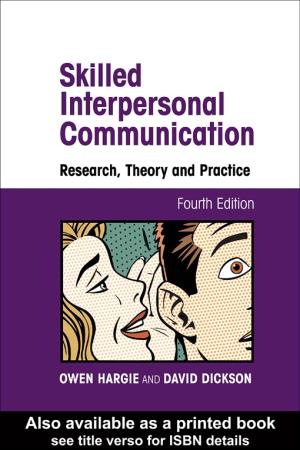 Skilled
Interpersonal
Communication
Research, Theory and Practice
Fourth Edition
OWEN HARGIE AND DAVID DICKSON
Also available as a printed book
see title verso for ISBN details